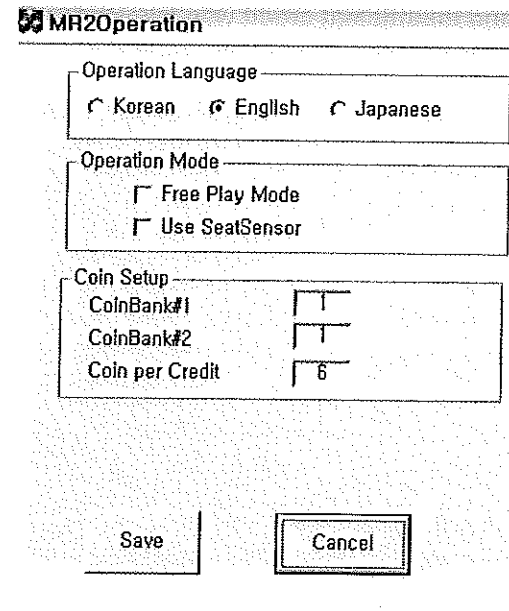 MR2Operation
Operation Language
Korean English Japanese
Operation Mode
Free Play Mode
Use SeatSensor
Coin Setup
CoinBank#1 1
CoinBank#2 1
Coin per Credit 6
Save Cancel